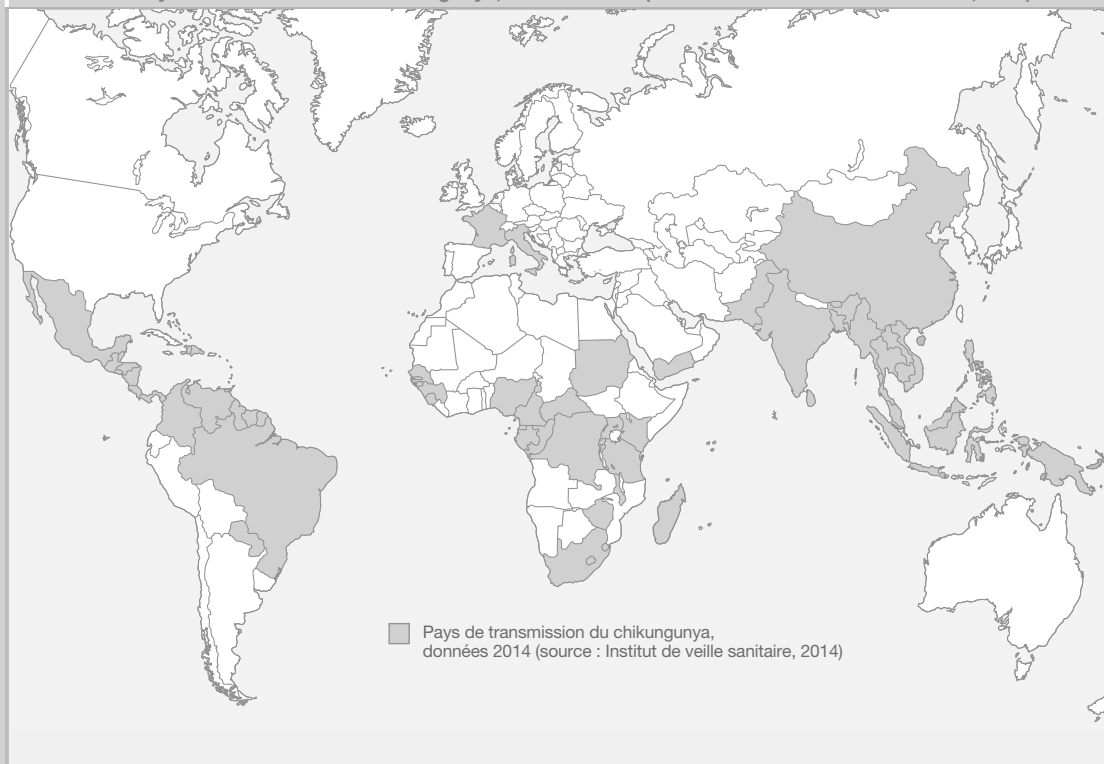 Pays de transmission du chikungunya,
données 2014 (source : Institut de veille sanitaire, 2014)